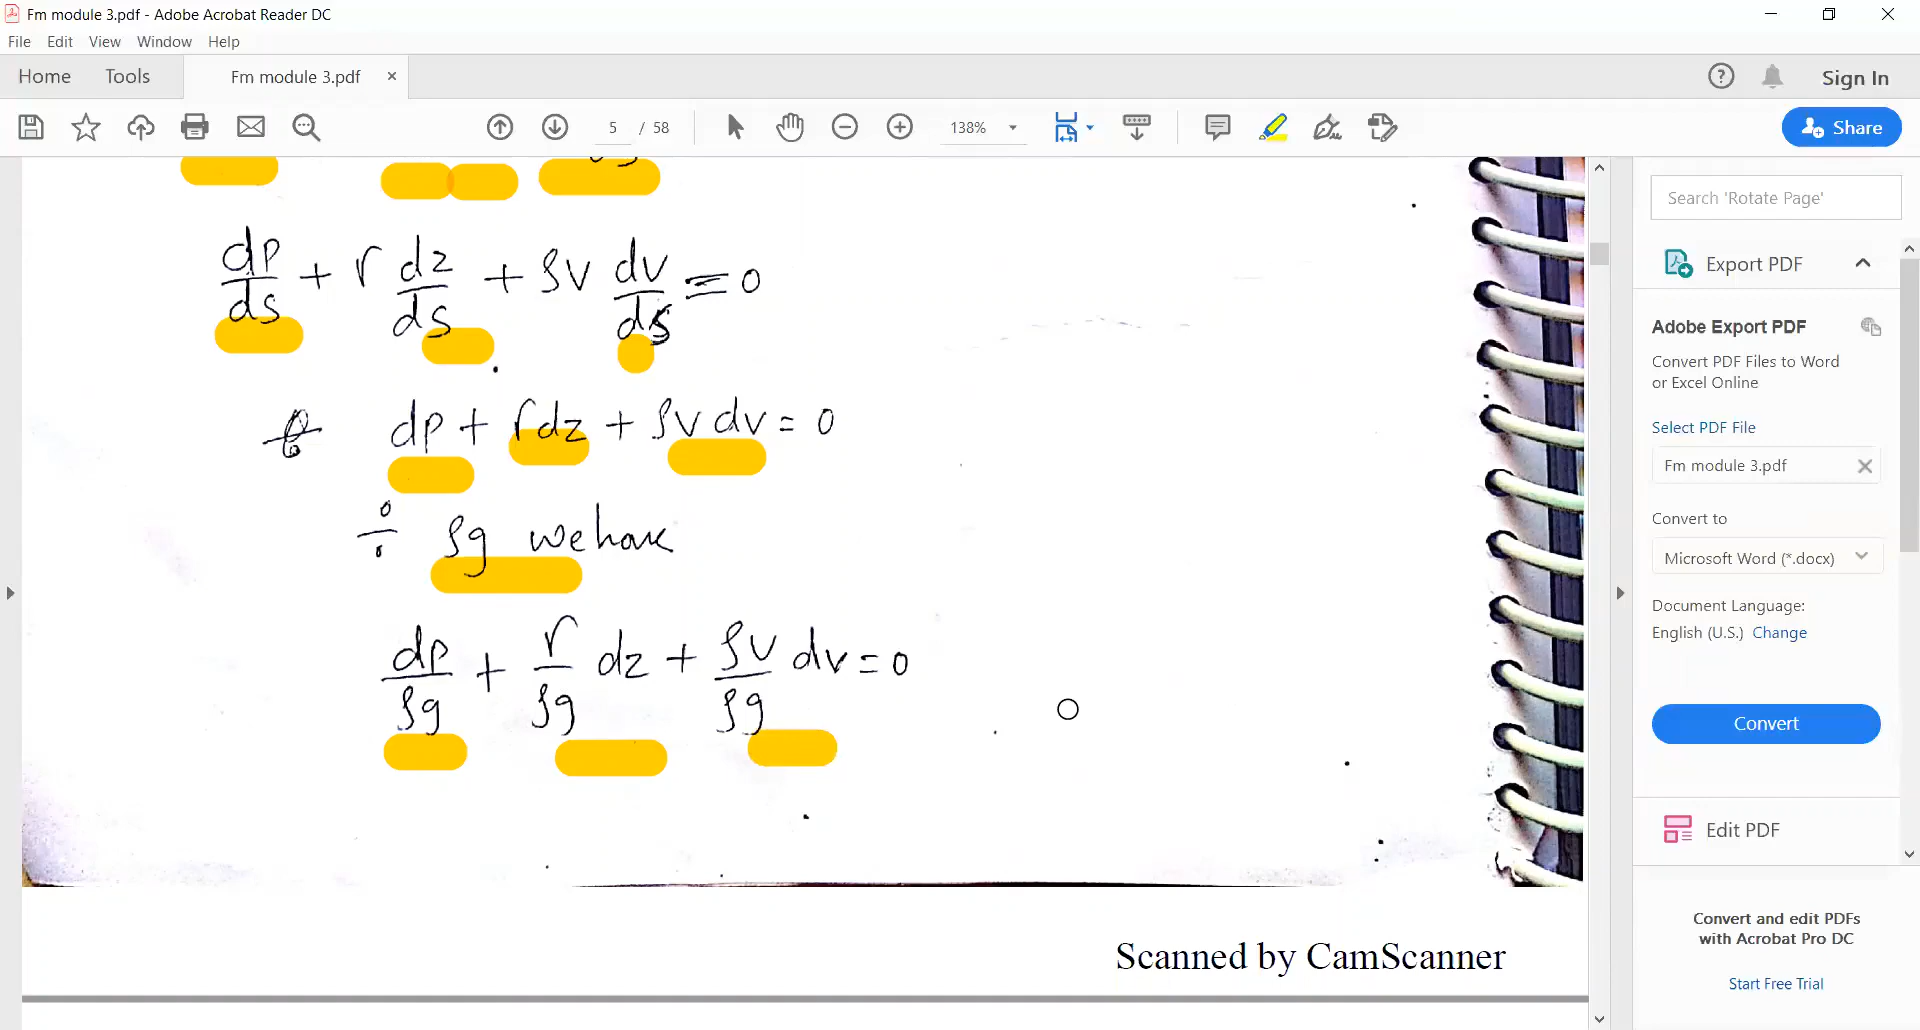 Fm module 3.pdf - Adobe Acrobat Reader DC
File Edit View Window Help
Home Tools Fm module 3.pdf × Sign In
5 / 58 138% Share
dp/ds + γ dz/ds + ρv dv/ds = 0
dp + γdz + ρv dv = 0
÷ ρg we have
dp/ρg + γ/ρg dz + ρv/ρg dv = 0
Scanned by CamScanner
Search 'Rotate Page'
Export PDF
Adobe Export PDF
Convert PDF Files to Word
or Excel Online
Select PDF File
Fm module 3.pdf
Convert to
Microsoft Word (*.docx)
Document Language:
English (U.S.) Change
Convert
Edit PDF
Convert and edit PDFs
with Acrobat Pro DC
Start Free Trial